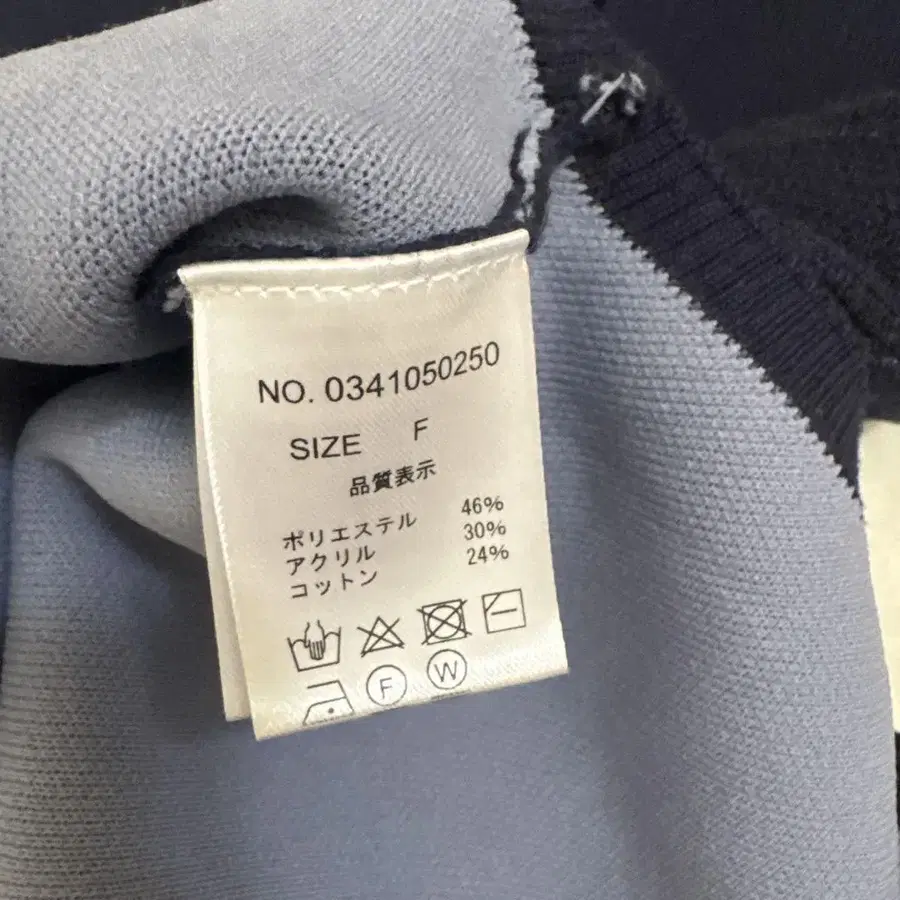 NO. 0341050250
SIZE F
品質表示
ポリエステル 46%
アクリル 30%
コットン 24%
F W